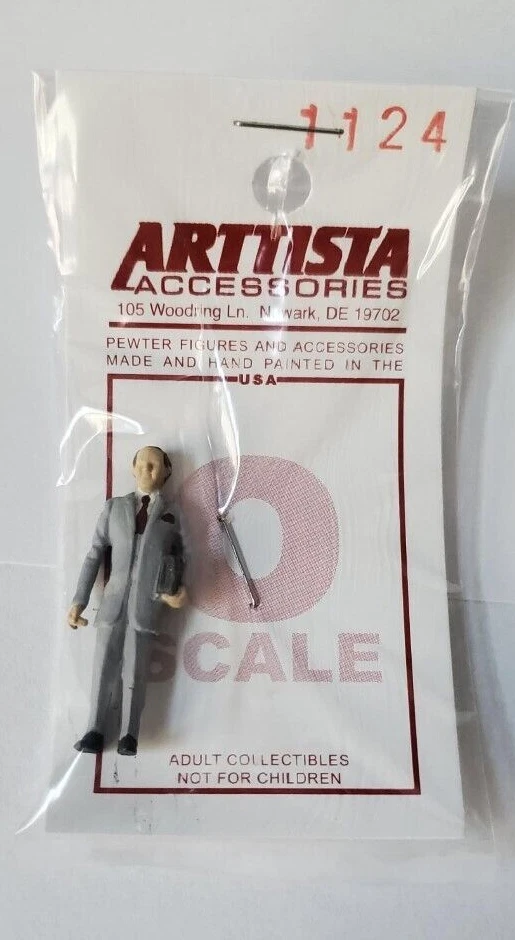 1124
ARTTISTA
ACCESSORIES
105 Woodring Ln. Newark, DE 19702
PEWTER FIGURES AND ACCESSORIES
MADE AND HAND PAINTED IN THE
USA
O
SCALE
ADULT COLLECTIBLES
NOT FOR CHILDREN